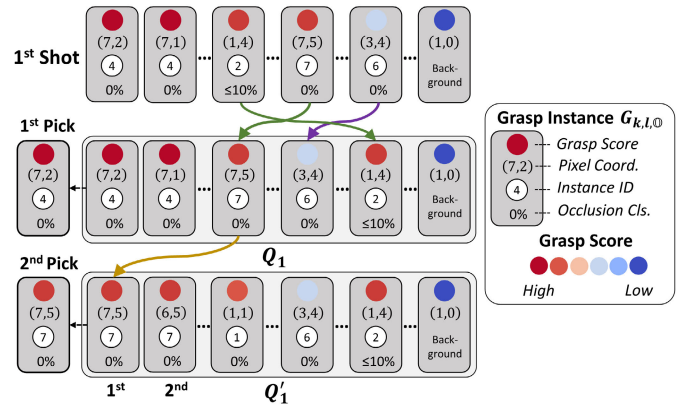 1st Shot
(7,2) (7,1) (1,4) (7,5) (3,4) (1,0)
4 4 2 7 6 Back-ground
0% 0% ≤10% 0% 0%
1st Pick
(7,2) (7,2) (7,1) (7,5) (3,4) (1,4) (1,0)
4 4 4 7 6 2 Back-ground
0% 0% 0% 0% 0% ≤10%
Q1
2nd Pick
(7,5) (7,5) (6,5) (1,1) (3,4) (1,4) (1,0)
7 7 7 1 6 2 Back-ground
0% 0% 0% 0% 0% ≤10%
1st 2nd Q′1
Grasp Instance Gk,l,𝕆
Grasp Score
(7,2) Pixel Coord.
4 Instance ID
0% Occlusion Cls.
Grasp Score
High Low